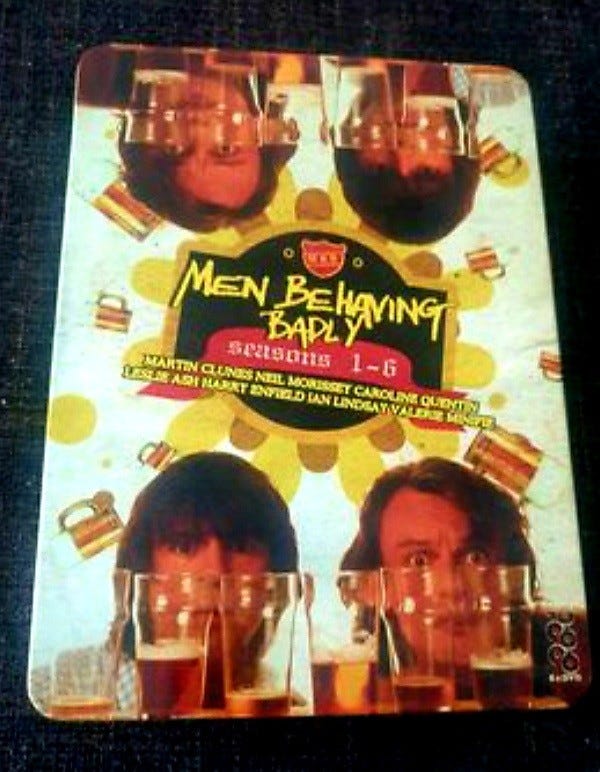 MEN BEHAVING
BADLY
seasons 1-6
MARTIN CLUNES NEIL MORISSEY CAROLINE QUENTIN
LESLIE ASH HARRY ENFIELD IAN LINDSAY VALERIE MINIFIE